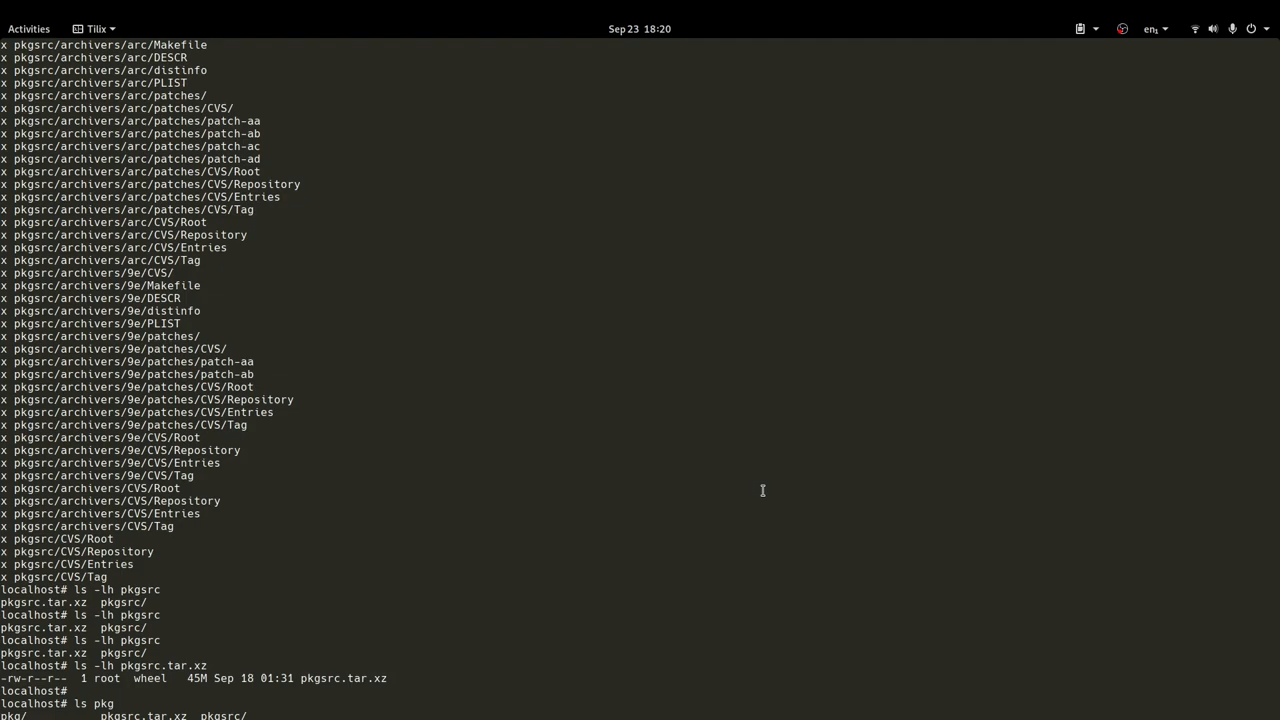 Activities Tilix Sep 23 18:20 en₁
x pkgsrc/archivers/arc/Makefile
x pkgsrc/archivers/arc/DESCR
x pkgsrc/archivers/arc/distinfo
x pkgsrc/archivers/arc/PLIST
x pkgsrc/archivers/arc/patches/
x pkgsrc/archivers/arc/patches/CVS/
x pkgsrc/archivers/arc/patches/patch-aa
x pkgsrc/archivers/arc/patches/patch-ab
x pkgsrc/archivers/arc/patches/patch-ac
x pkgsrc/archivers/arc/patches/patch-ad
x pkgsrc/archivers/arc/patches/CVS/Root
x pkgsrc/archivers/arc/patches/CVS/Repository
x pkgsrc/archivers/arc/patches/CVS/Entries
x pkgsrc/archivers/arc/patches/CVS/Tag
x pkgsrc/archivers/arc/CVS/Root
x pkgsrc/archivers/arc/CVS/Repository
x pkgsrc/archivers/arc/CVS/Entries
x pkgsrc/archivers/arc/CVS/Tag
x pkgsrc/archivers/9e/CVS/
x pkgsrc/archivers/9e/Makefile
x pkgsrc/archivers/9e/DESCR
x pkgsrc/archivers/9e/distinfo
x pkgsrc/archivers/9e/PLIST
x pkgsrc/archivers/9e/patches/
x pkgsrc/archivers/9e/patches/CVS/
x pkgsrc/archivers/9e/patches/patch-aa
x pkgsrc/archivers/9e/patches/patch-ab
x pkgsrc/archivers/9e/patches/CVS/Root
x pkgsrc/archivers/9e/patches/CVS/Repository
x pkgsrc/archivers/9e/patches/CVS/Entries
x pkgsrc/archivers/9e/patches/CVS/Tag
x pkgsrc/archivers/9e/CVS/Root
x pkgsrc/archivers/9e/CVS/Repository
x pkgsrc/archivers/9e/CVS/Entries
x pkgsrc/archivers/9e/CVS/Tag
x pkgsrc/archivers/CVS/Root
x pkgsrc/archivers/CVS/Repository
x pkgsrc/archivers/CVS/Entries
x pkgsrc/archivers/CVS/Tag
x pkgsrc/CVS/Root
x pkgsrc/CVS/Repository
x pkgsrc/CVS/Entries
x pkgsrc/CVS/Tag
localhost# ls -lh pkgsrc
pkgsrc.tar.xz  pkgsrc/
localhost# ls -lh pkgsrc
pkgsrc.tar.xz  pkgsrc/
localhost# ls -lh pkgsrc
pkgsrc.tar.xz  pkgsrc/
localhost# ls -lh pkgsrc.tar.xz
-rw-r--r--  1 root  wheel   45M Sep 18 01:31 pkgsrc.tar.xz
localhost#
localhost# ls pkg
pkg/           pkgsrc.tar.xz  pkgsrc/